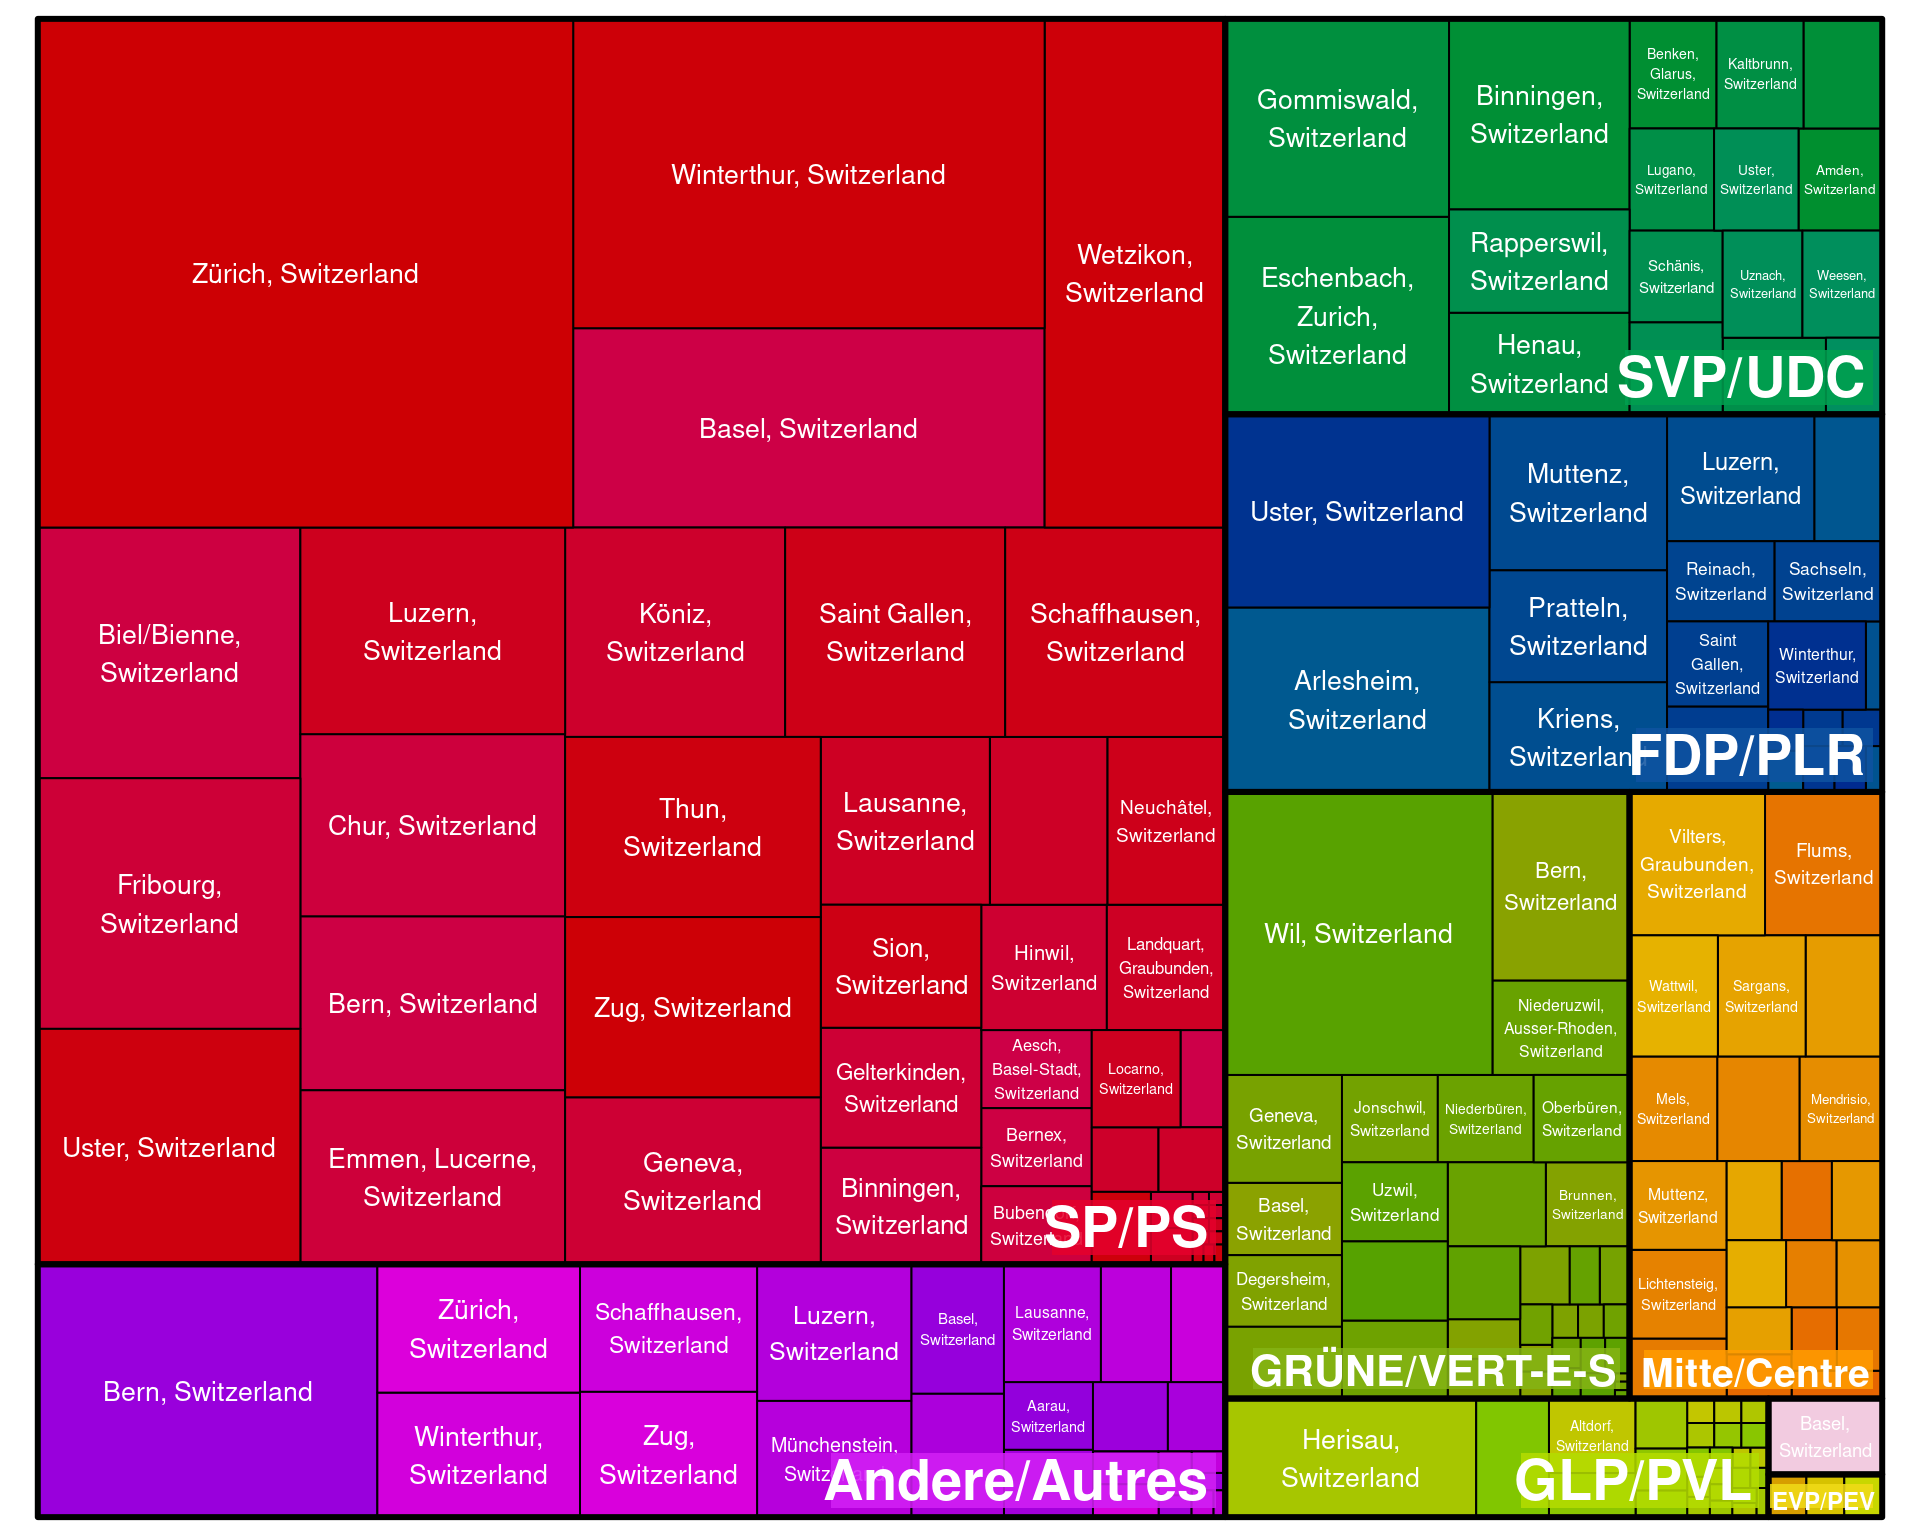 Zürich, Switzerland
Winterthur, Switzerland
Basel, Switzerland
Wetzikon,
Switzerland
Biel/Bienne,
Switzerland
Fribourg,
Switzerland
Uster, Switzerland
Luzern,
Switzerland
Chur, Switzerland
Bern, Switzerland
Emmen, Lucerne,
Switzerland
Köniz,
Switzerland
Saint Gallen,
Switzerland
Schaffhausen,
Switzerland
Thun,
Switzerland
Zug, Switzerland
Geneva,
Switzerland
Lausanne,
Switzerland
Neuchâtel,
Switzerland
Sion,
Switzerland
Hinwil,
Switzerland
Landquart,
Graubunden,
Switzerland
Gelterkinden,
Switzerland
Binningen,
Switzerland
Aesch,
Basel-Stadt,
Switzerland
Locarno,
Switzerland
Bernex,
Switzerland
SP/PS
Bern, Switzerland
Zürich,
Switzerland
Winterthur,
Switzerland
Schaffhausen,
Switzerland
Zug,
Switzerland
Luzern,
Switzerland
Münchenstein,
Basel,
Switzerland
Lausanne,
Switzerland
Aarau,
Switzerland
Andere/Autres
Gommiswald,
Switzerland
Eschenbach,
Zurich,
Switzerland
Binningen,
Switzerland
Rapperswil,
Switzerland
Henau,
Switzerland
Benken,
Glarus,
Switzerland
Kaltbrunn,
Switzerland
Lugano,
Switzerland
Uster,
Switzerland
Amden,
Switzerland
Schänis,
Switzerland
Uznach,
Switzerland
Weesen,
Switzerland
SVP/UDC
Uster, Switzerland
Arlesheim,
Switzerland
Muttenz,
Switzerland
Pratteln,
Switzerland
Kriens,
Switzerland
Luzern,
Switzerland
Reinach,
Switzerland
Sachseln,
Switzerland
Saint
Gallen,
Switzerland
Winterthur,
Switzerland
FDP/PLR
Wil, Switzerland
Bern,
Switzerland
Niederuzwil,
Ausser-Rhoden,
Switzerland
Geneva,
Switzerland
Basel,
Switzerland
Degersheim,
Switzerland
Jonschwil,
Switzerland
Niederbüren,
Switzerland
Oberbüren,
Switzerland
Uzwil,
Switzerland
Brunnen,
Switzerland
GRÜNE/VERT-E-S
Vilters,
Graubunden,
Switzerland
Flums,
Switzerland
Wattwil,
Switzerland
Sargans,
Switzerland
Mels,
Switzerland
Mendrisio,
Switzerland
Muttenz,
Switzerland
Lichtensteig,
Switzerland
Mitte/Centre
Herisau,
Switzerland
Altdorf,
Switzerland
GLP/PVL
Basel,
Switzerland
EVP/PEV